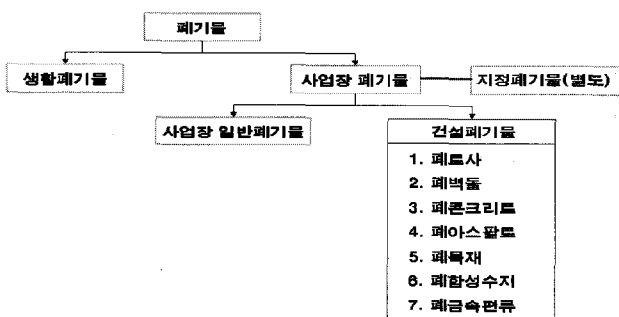 폐기물
생활폐기물
사업장 폐기물
지정폐기물(별도)
사업장 일반폐기물
건설폐기물
1. 폐토사
2. 폐벽돌
3. 폐콘크리트
4. 폐아스팔트
5. 폐목재
6. 폐합성수지
7. 폐금속편류